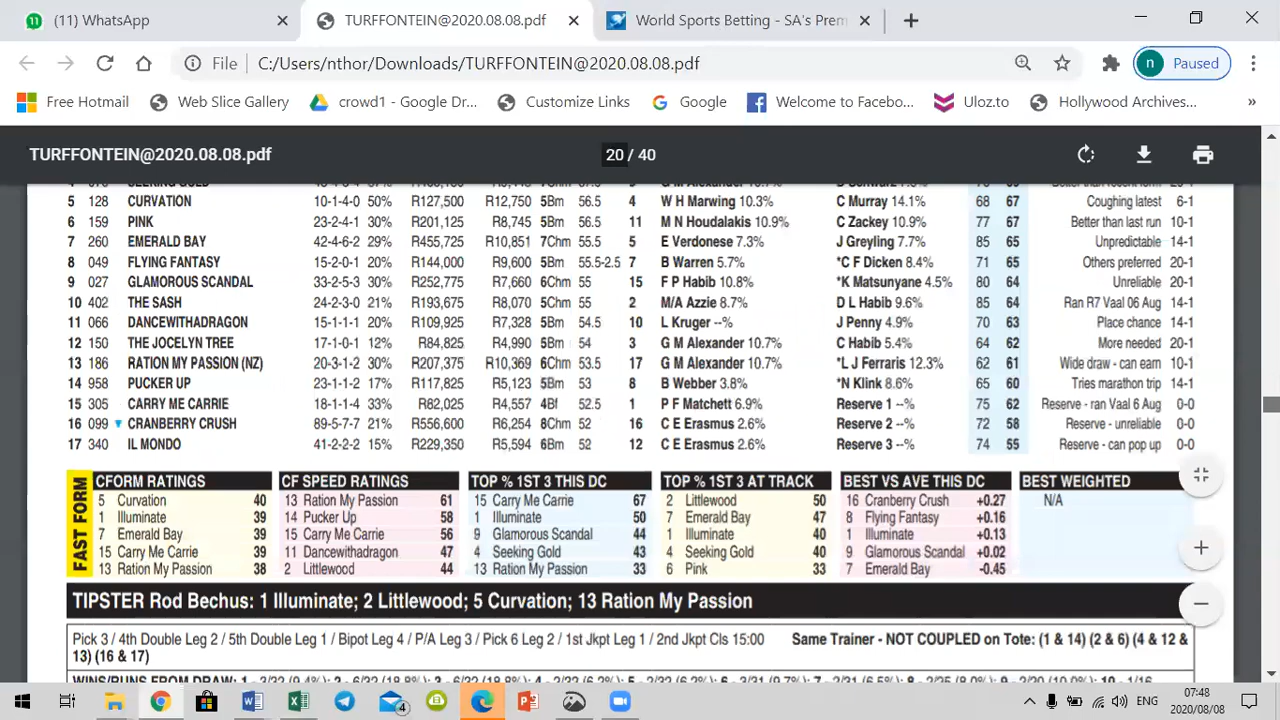 (11) WhatsApp
TURFFONTEIN@2020.08.08.pdf
World Sports Betting - SA's Prem
File C:/Users/nthor/Downloads/TURFFONTEIN@2020.08.08.pdf
n Paused
Free Hotmail Web Slice Gallery crowd1 - Google Dr... Customize Links Google Welcome to Facebo... Uloz.to Hollywood Archives... »
TURFFONTEIN@2020.08.08.pdf 20 / 40
5 128 CURVATION 10-1-4-0 50% R127,500 R12,750 5Bm 56.5 4 W H Marwing 10.3% C Murray 14.1% 68 67 Coughing latest 6-1
6 159 PINK 23-2-4-1 30% R201,125 R8,745 5Bm 56.5 11 M N Houdalakis 10.9% C Zackey 10.9% 77 67 Better than last run 10-1
7 260 EMERALD BAY 42-4-6-2 29% R455,725 R10,851 7Chm 55.5 5 E Verdonese 7.3% J Greyling 7.7% 85 65 Unpredictable 14-1
8 049 FLYING FANTASY 15-2-0-1 20% R144,000 R9,600 5Bm 55.5-2.5 7 B Warren 5.7% *C F Dicken 8.4% 71 65 Others preferred 20-1
9 027 GLAMOROUS SCANDAL 33-2-5-3 30% R252,775 R7,660 6Chm 55 15 F P Habib 10.8% *K Matsunyane 4.5% 80 64 Unreliable 20-1
10 402 THE SASH 24-2-3-0 21% R193,675 R8,070 5Chm 55 2 M/A Azzie 8.7% D L Habib 9.6% 85 64 Ran R7 Vaal 06 Aug 14-1
11 066 DANCEWITHADRAGON 15-1-1-1 20% R109,925 R7,328 5Bm 54.5 10 L Kruger --% J Penny 4.9% 70 63 Place chance 14-1
12 150 THE JOCELYN TREE 17-1-0-1 12% R84,825 R4,990 5Bm 54 3 G M Alexander 10.7% C Habib 5.4% 64 62 More needed 20-1
13 186 RATION MY PASSION (NZ) 20-3-1-2 30% R207,375 R10,369 6Chm 53.5 17 G M Alexander 10.7% *L J Ferraris 12.3% 62 61 Wide draw - can earn 10-1
14 958 PUCKER UP 23-1-1-2 17% R117,825 R5,123 5Bm 53 8 B Webber 3.8% *N Klink 8.6% 65 60 Tries marathon trip 14-1
15 305 CARRY ME CARRIE 18-1-1-4 33% R82,025 R4,557 4Bf 52.5 1 P F Matchett 6.9% Reserve 1 --% 75 62 Reserve - ran Vaal 6 Aug 0-0
16 099 CRANBERRY CRUSH 89-5-7-7 21% R556,600 R6,254 8Chm 52 16 C E Erasmus 2.6% Reserve 2 --% 72 58 Reserve - unreliable 0-0
17 340 IL MONDO 41-2-2-2 15% R229,350 R5,594 6Bm 52 12 C E Erasmus 2.6% Reserve 3 --% 74 55 Reserve - can pop up 0-0
FAST FORM
CFORM RATINGS CF SPEED RATINGS TOP % 1ST 3 THIS DC TOP % 1ST 3 AT TRACK BEST VS AVE THIS DC BEST WEIGHTED
5 Curvation 40 13 Ration My Passion 61 15 Carry Me Carrie 67 2 Littlewood 50 16 Cranberry Crush +0.27 N/A
1 Illuminate 39 14 Pucker Up 58 1 Illuminate 50 7 Emerald Bay 47 8 Flying Fantasy +0.16
7 Emerald Bay 39 15 Carry Me Carrie 56 9 Glamorous Scandal 44 1 Illuminate 40 1 Illuminate +0.13
15 Carry Me Carrie 39 11 Dancewithadragon 47 4 Seeking Gold 43 4 Seeking Gold 40 9 Glamorous Scandal +0.02
13 Ration My Passion 38 2 Littlewood 44 13 Ration My Passion 33 6 Pink 33 7 Emerald Bay -0.45
TIPSTER Rod Bechus: 1 Illuminate; 2 Littlewood; 5 Curvation; 13 Ration My Passion
Pick 3 / 4th Double Leg 2 / 5th Double Leg 1 / Bipot Leg 4 / P/A Leg 3 / Pick 6 Leg 2 / 1st Jkpt Leg 1 / 2nd Jkpt Cls 15:00 Same Trainer - NOT COUPLED on Tote: (1 & 14) (2 & 6) (4 & 12 &
13) (16 & 17)
4 ENG 07:48
2020/08/08